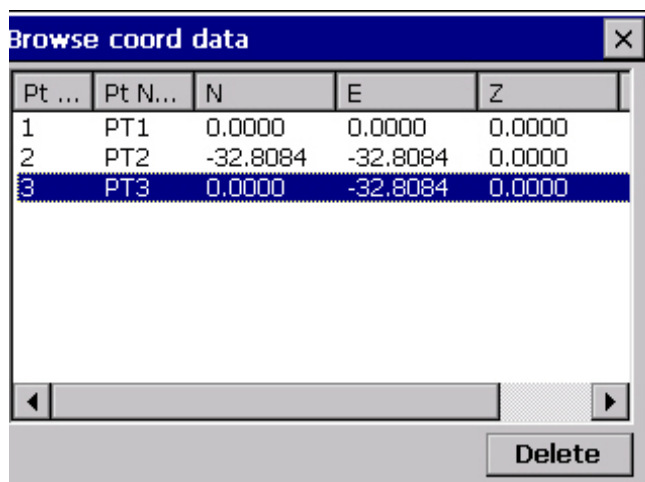 Browse coord data
Pt ... Pt N... N E Z
1 PT1 0.0000 0.0000 0.0000
2 PT2 -32.8084 -32.8084 0.0000
3 PT3 0.0000 -32.8084 0.0000
Delete